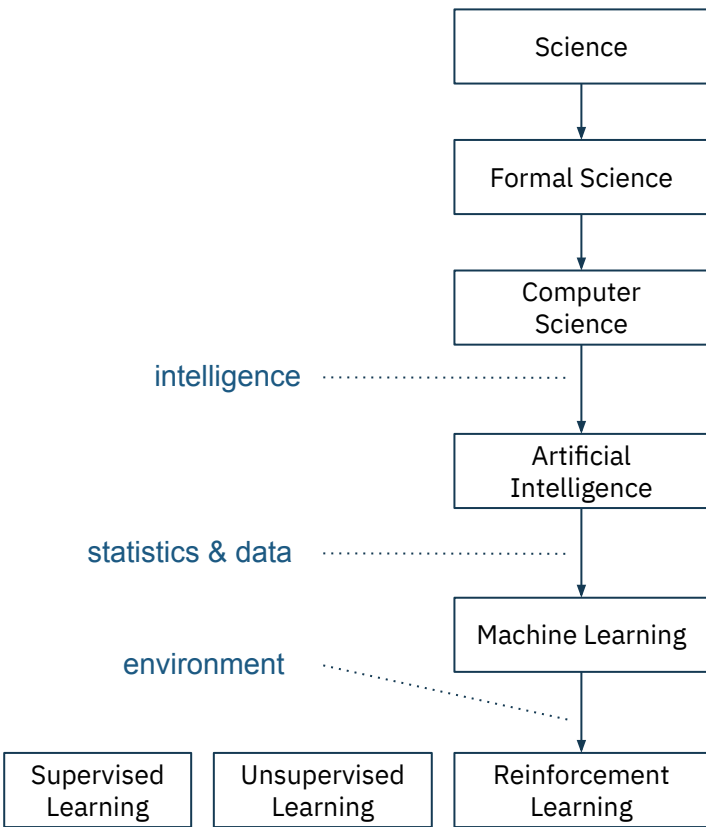 Science
Formal Science
Computer
Science
intelligence
Artificial
Intelligence
statistics & data
Machine Learning
environment
Supervised
Learning
Unsupervised
Learning
Reinforcement
Learning